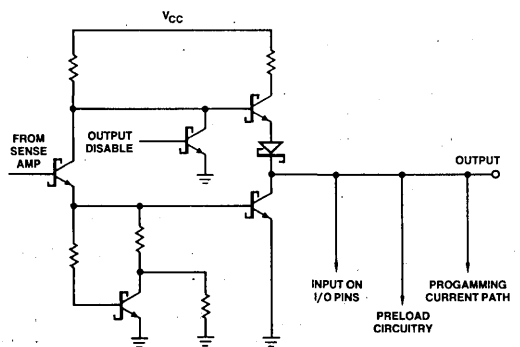 VCC
FROM
SENSE
AMP
OUTPUT
DISABLE
OUTPUT
INPUT ON
I/O PINS
PRELOAD
CIRCUITRY
PROGAMMING
CURRENT PATH